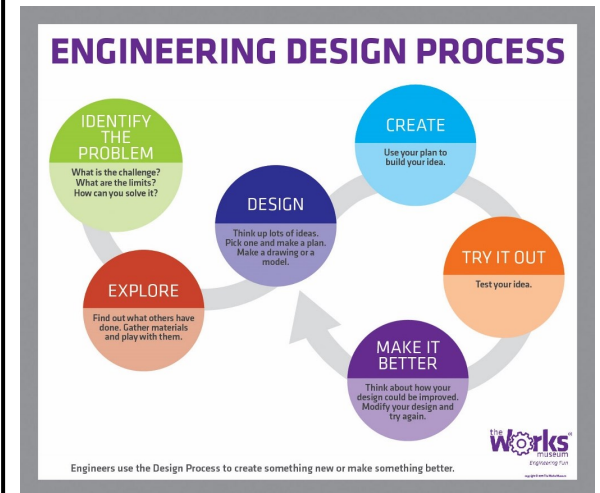 ENGINEERING DESIGN PROCESS
IDENTIFY
THE
PROBLEM
What is the challenge?
What are the limits?
How can you solve it?
EXPLORE
Find out what others have
done. Gather materials
and play with them.
DESIGN
Think up lots of ideas.
Pick one and make a plan.
Make a drawing or a
model.
CREATE
Use your plan to
build your idea.
TRY IT OUT
Test your idea.
MAKE IT
BETTER
Think about how your
design could be improved.
Modify your design and
try again.
the
Works
museum
Engineering Fun
Engineers use the Design Process to create something new or make something better.